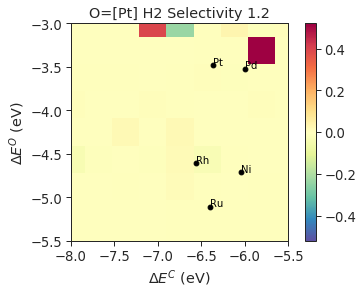 O=[Pt] H2 Selectivity 1.2
−3.0
−3.5
−4.0
−4.5
−5.0
−5.5
ΔE^O (eV)
Pt
Pd
Rh
Ni
Ru
−8.0 −7.5 −7.0 −6.5 −6.0 −5.5
ΔE^C (eV)
0.4
0.2
0.0
−0.2
−0.4